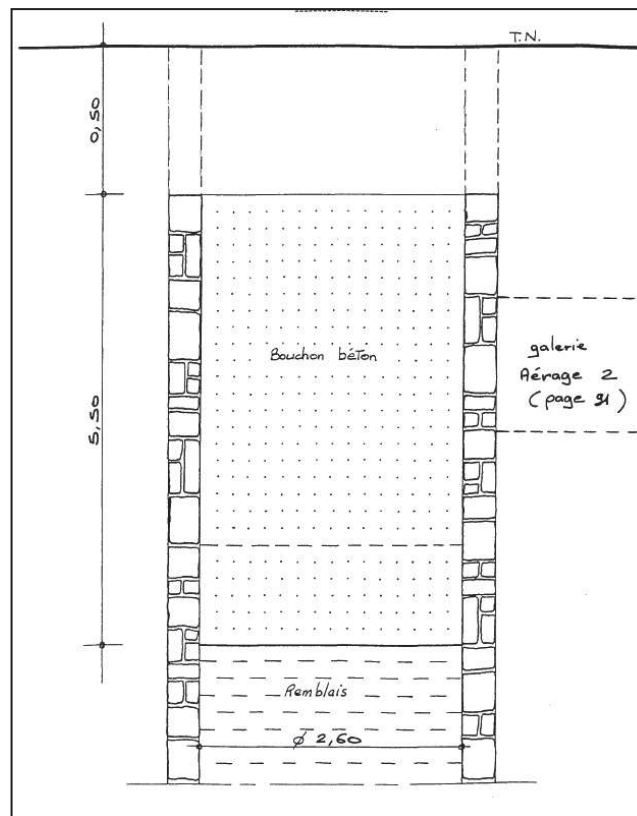 T.N.
0,50
Bouchon béton
galerie
Aérage 2
(page 91)
5,50
Remblais
ø 2,60